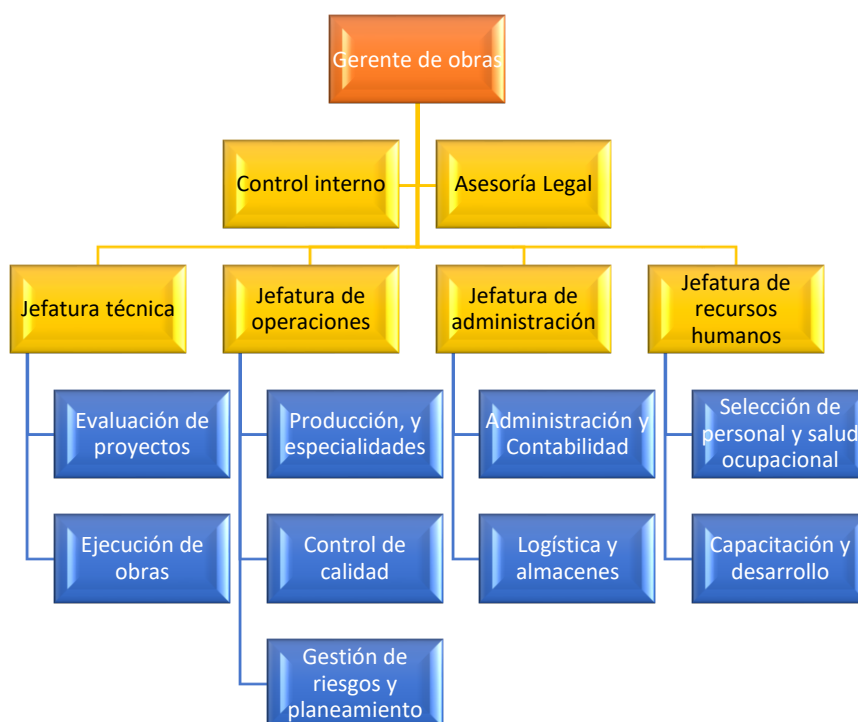 Gerente de obras
Control interno
Asesoría Legal
Jefatura técnica
Jefatura de
operaciones
Jefatura de
administración
Jefatura de
recursos
humanos
Evaluación de
proyectos
Producción, y
especialidades
Administración y
Contabilidad
Selección de
personal y salud
ocupacional
Ejecución de
obras
Control de
calidad
Logística y
almacenes
Capacitación y
desarrollo
Gestión de
riesgos y
planeamiento